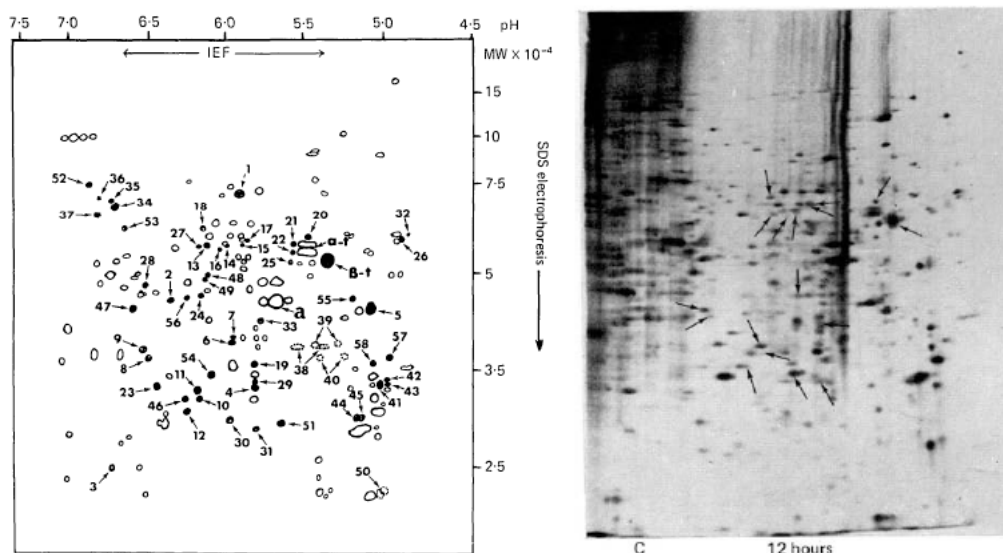 7·5 7·0 6·5 6·0 5·5 5·0 4·5 pH
IEF
MW × 10⁻⁴
15
10
7·5
5
3·5
2·5
SDS electrophoresis
1
52 36 35
34
37 53 18 17 21 20 32
27 15 22 α-t 26
13 16 14 25 β-t
28 2 48
49
47 56 24 55 5
a
7 33 39 57
9 6 58
8 38 40
54 19 42
11 29 43
23 4 41
46 10 44 45
12 30 31 51
3 50
C 12 hours